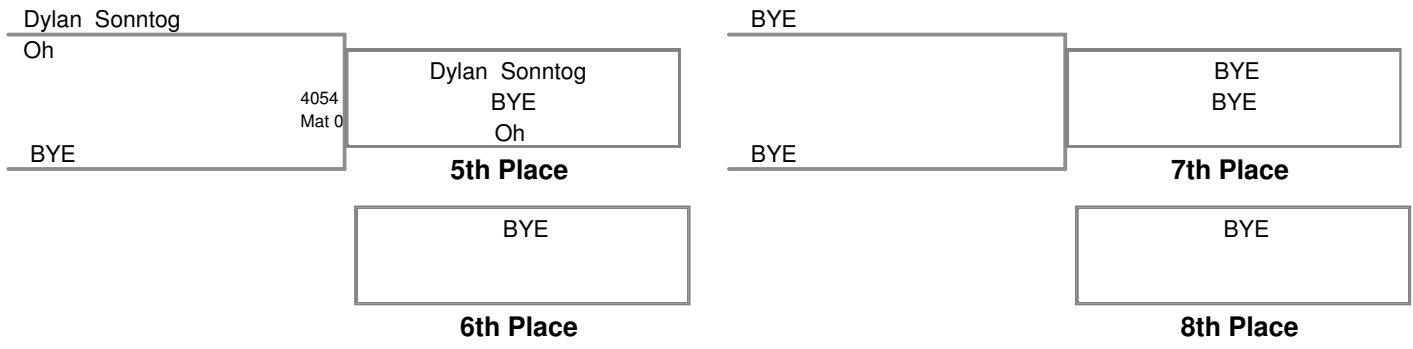 Dylan Sonntog
Oh
4054
Mat 0
BYE
Dylan Sonntog
BYE
Oh
5th Place
BYE
6th Place
BYE
BYE
BYE
BYE
7th Place
BYE
8th Place